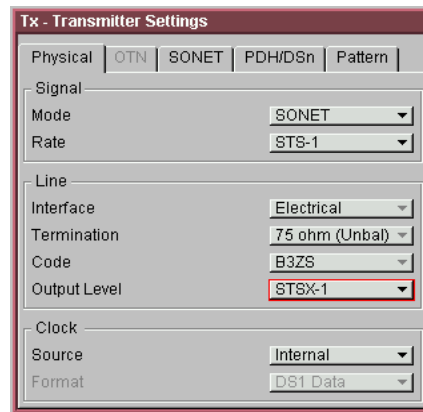 Tx - Transmitter Settings
Physical OTN SONET PDH/DSn Pattern
Signal
Mode SONET
Rate STS-1
Line
Interface Electrical
Termination 75 ohm (Unbal)
Code B3ZS
Output Level STSX-1
Clock
Source Internal
Format DS1 Data